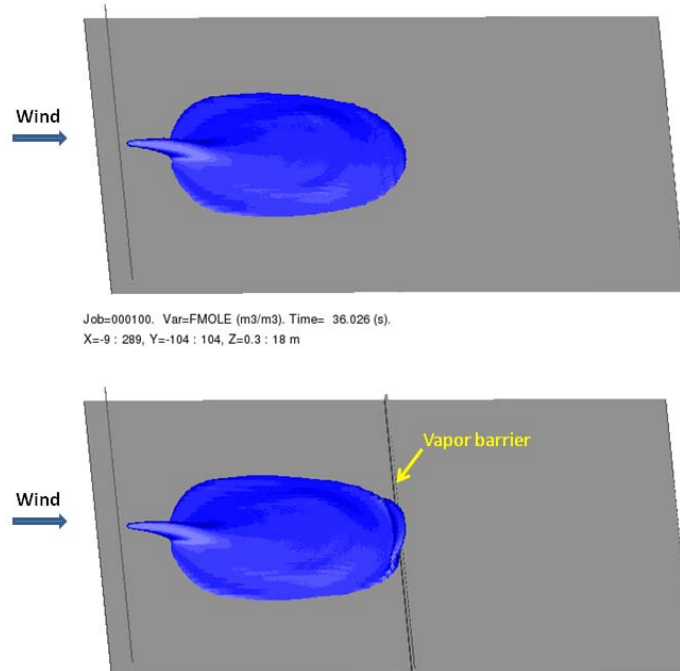 Wind
Job=000100. Var=FMOLE (m3/m3). Time= 36.026 (s).
X=-9 : 289, Y=-104 : 104, Z=0.3 : 18 m
Vapor barrier
Wind